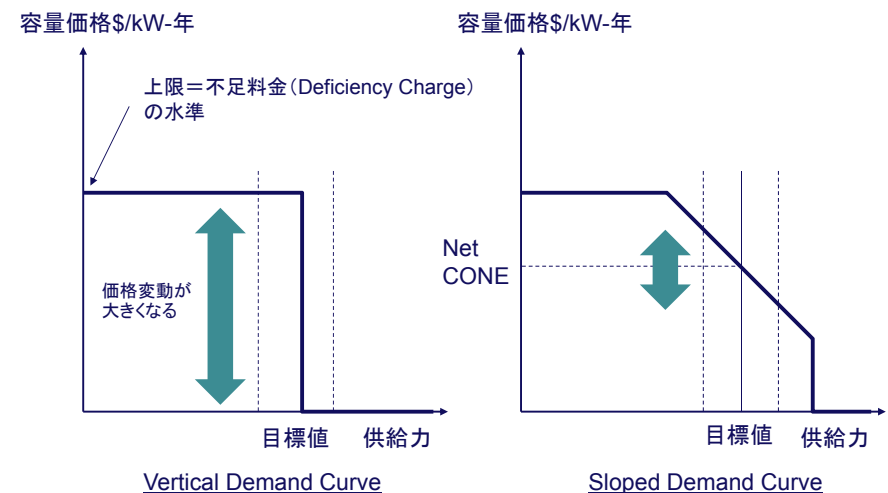 容量価格$/kW-年
上限=不足料金(Deficiency Charge)
の水準
価格変動が
大きくなる
目標値
供給力
Vertical Demand Curve
容量価格$/kW-年
Net
CONE
目標値
供給力
Sloped Demand Curve